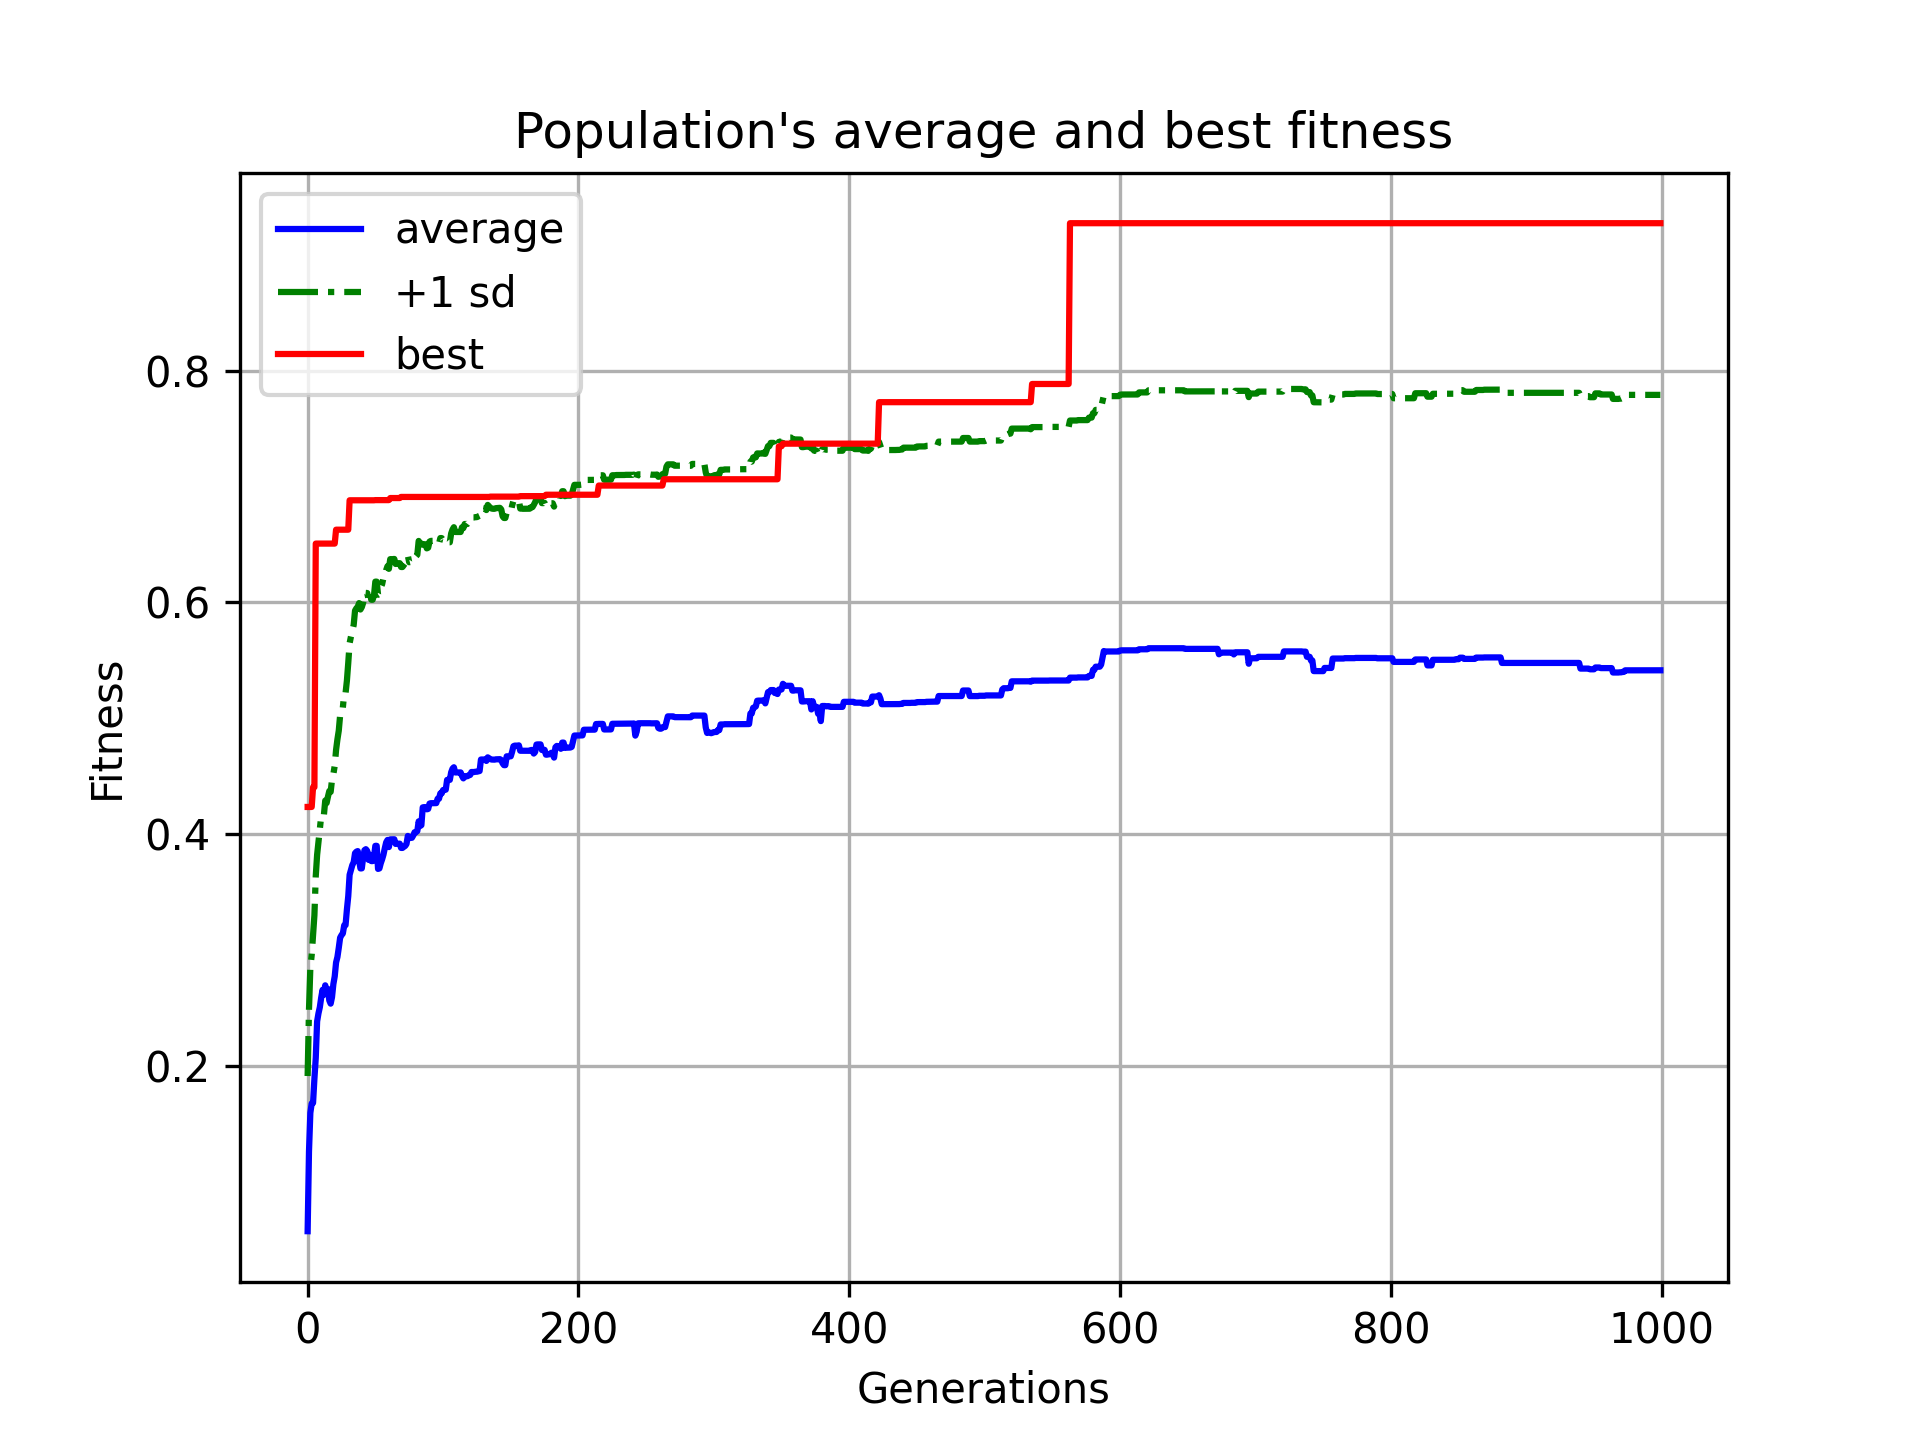 Population's average and best fitness
average
+1 sd
best
0.8
0.6
0.4
0.2
Fitness
0 200 400 600 800 1000
Generations